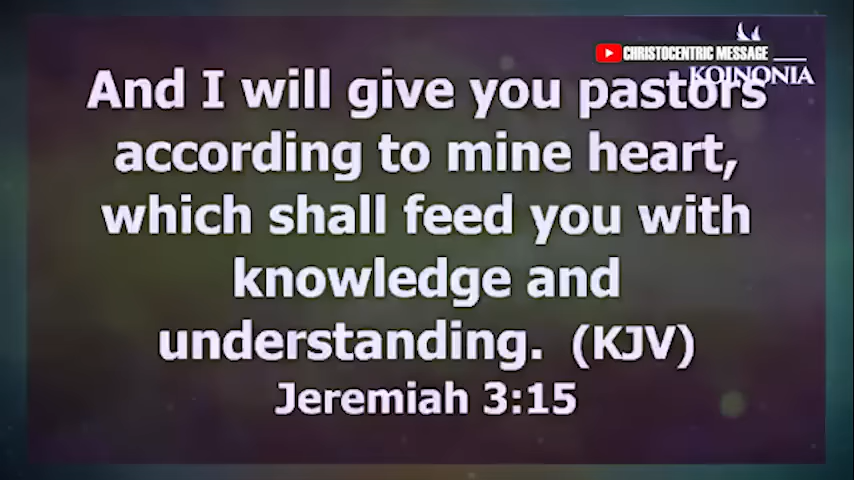 CHRISTOCENTRIC MESSAGE
KOINONIA
And I will give you pastors
according to mine heart,
which shall feed you with
knowledge and
understanding. (KJV)
Jeremiah 3:15